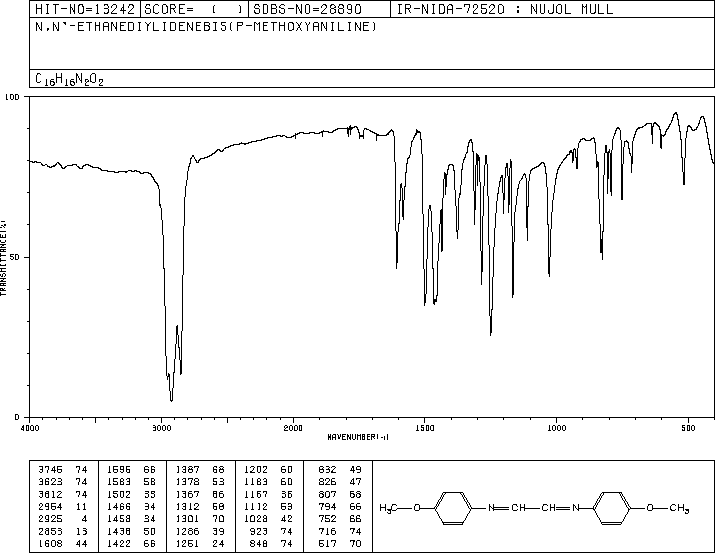 HIT-NO=13242 SCORE= ( ) SDBS-NO=28890 IR-NIDA-72520 : NUJOL MULL
N,N'-ETHANEDIYLIDENEBIS(P-METHOXYANILINE)
C16H16N2O2
100
50
0
TRANSMITTANCE(%)
4000 3000 2000 1500 1000 500
WAVENUMBER(-1)
3745 74 1596 66 1387 68 1202 60 832 49
3623 74 1583 58 1378 53 1183 60 826 47
3612 74 1502 35 1367 86 1167 36 807 68
2954 11 1466 34 1312 58 1112 53 794 66
2925 4 1458 34 1301 70 1028 42 752 66
2853 13 1438 50 1286 39 923 74 716 74
1608 44 1422 66 1251 24 848 74 517 70
H3C O N CH CH N O CH3